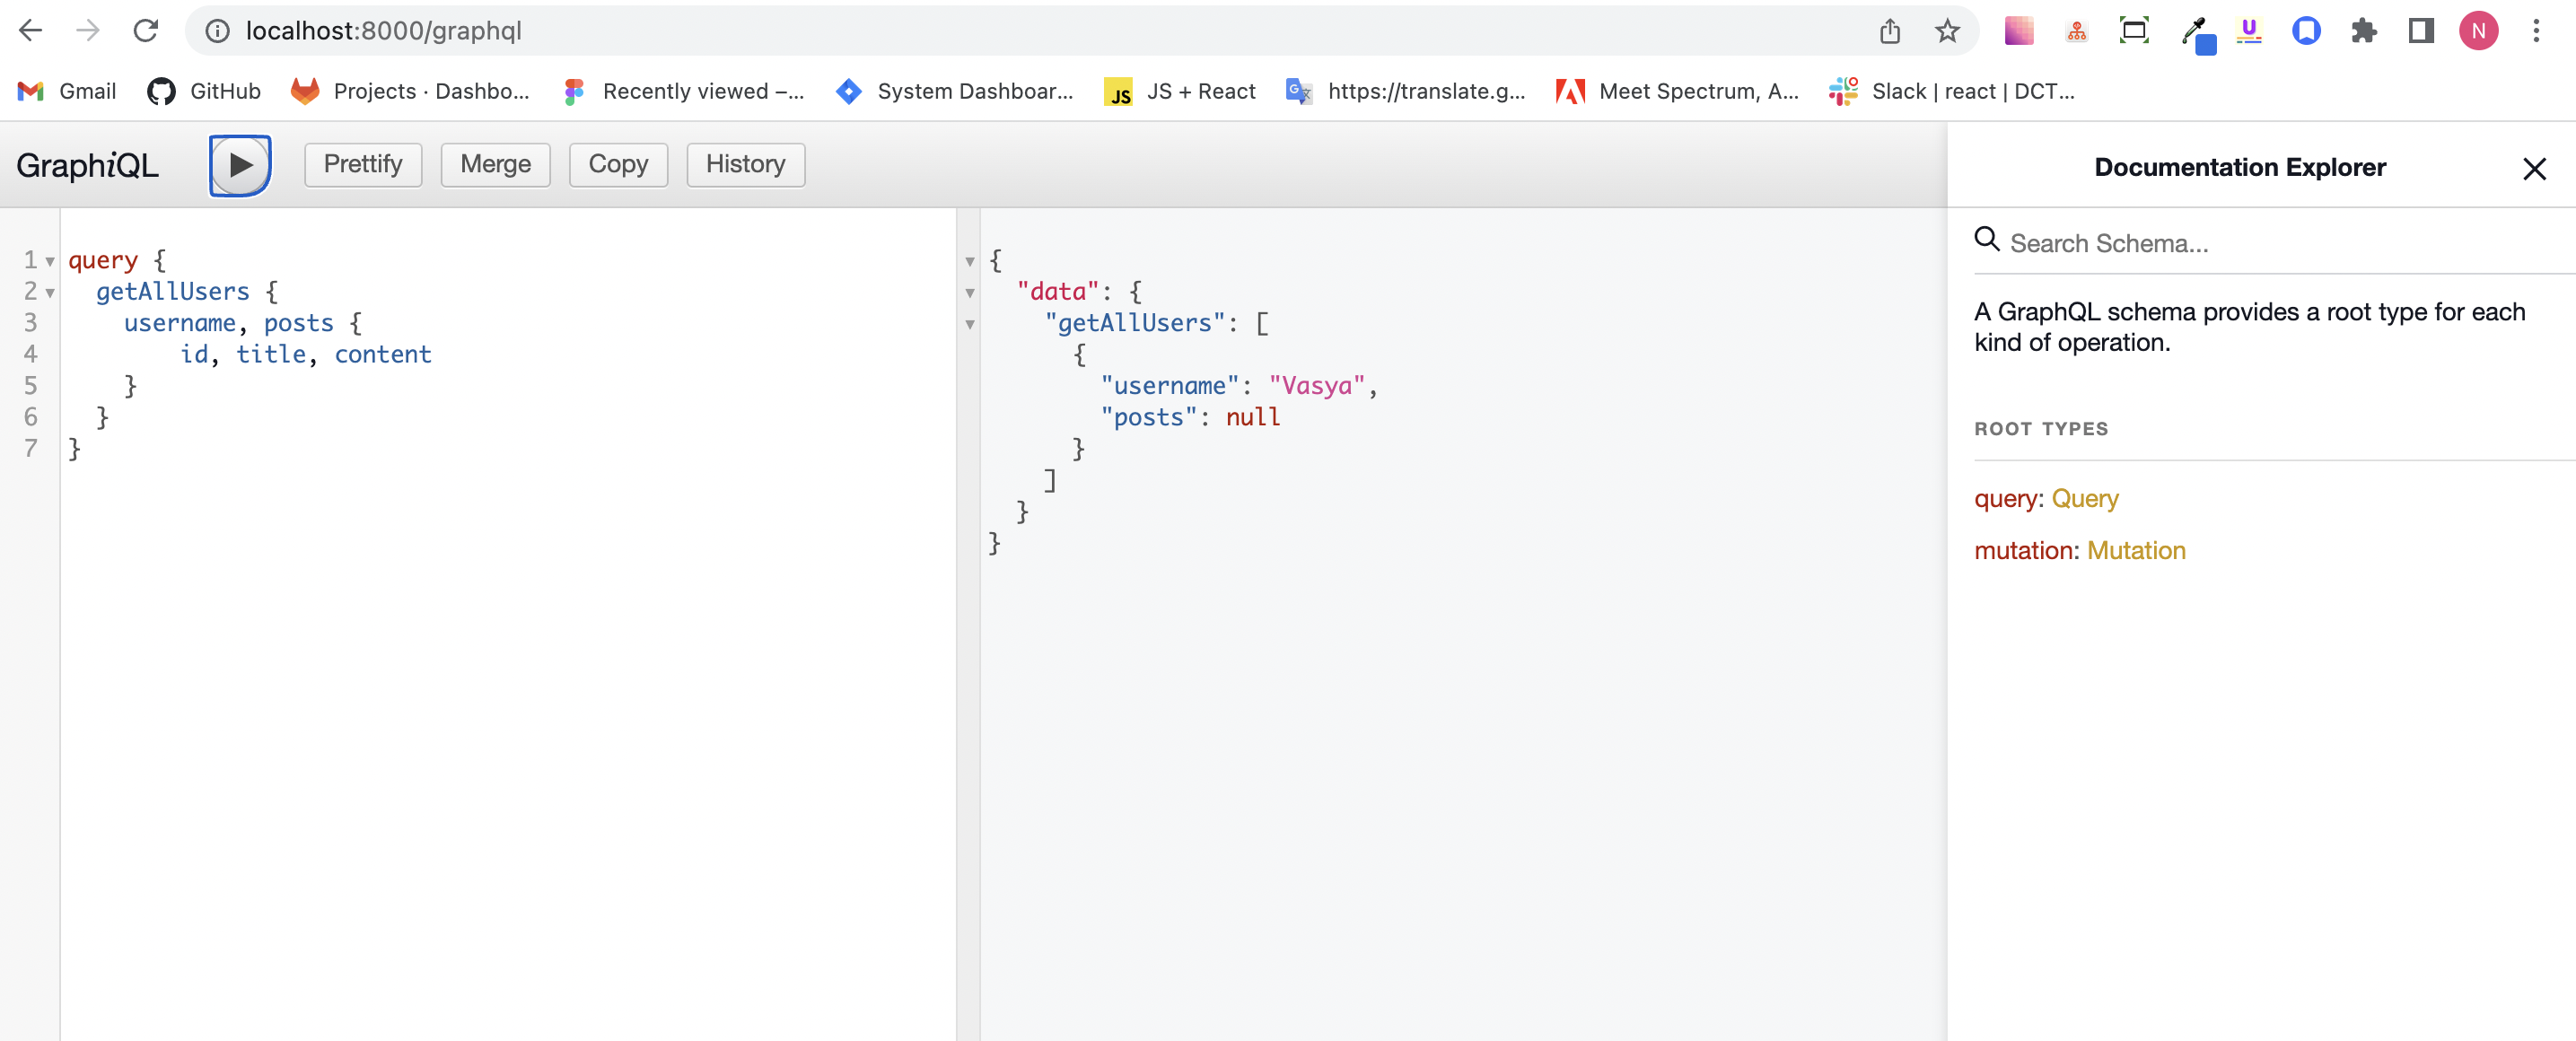 localhost:8000/graphql
N
Gmail GitHub Projects · Dashbo... Recently viewed –... System Dashboar... JS JS + React https://translate.g... Meet Spectrum, A... Slack | react | DCT...
GraphiQL Prettify Merge Copy History Documentation Explorer
Search Schema...
A GraphQL schema provides a root type for each
kind of operation.
ROOT TYPES
query: Query
mutation: Mutation
1 query {
2 getAllUsers {
3 username, posts {
4 id, title, content
5 }
6 }
7 }
{
"data": {
"getAllUsers": [
{
"username": "Vasya",
"posts": null
}
]
}
}